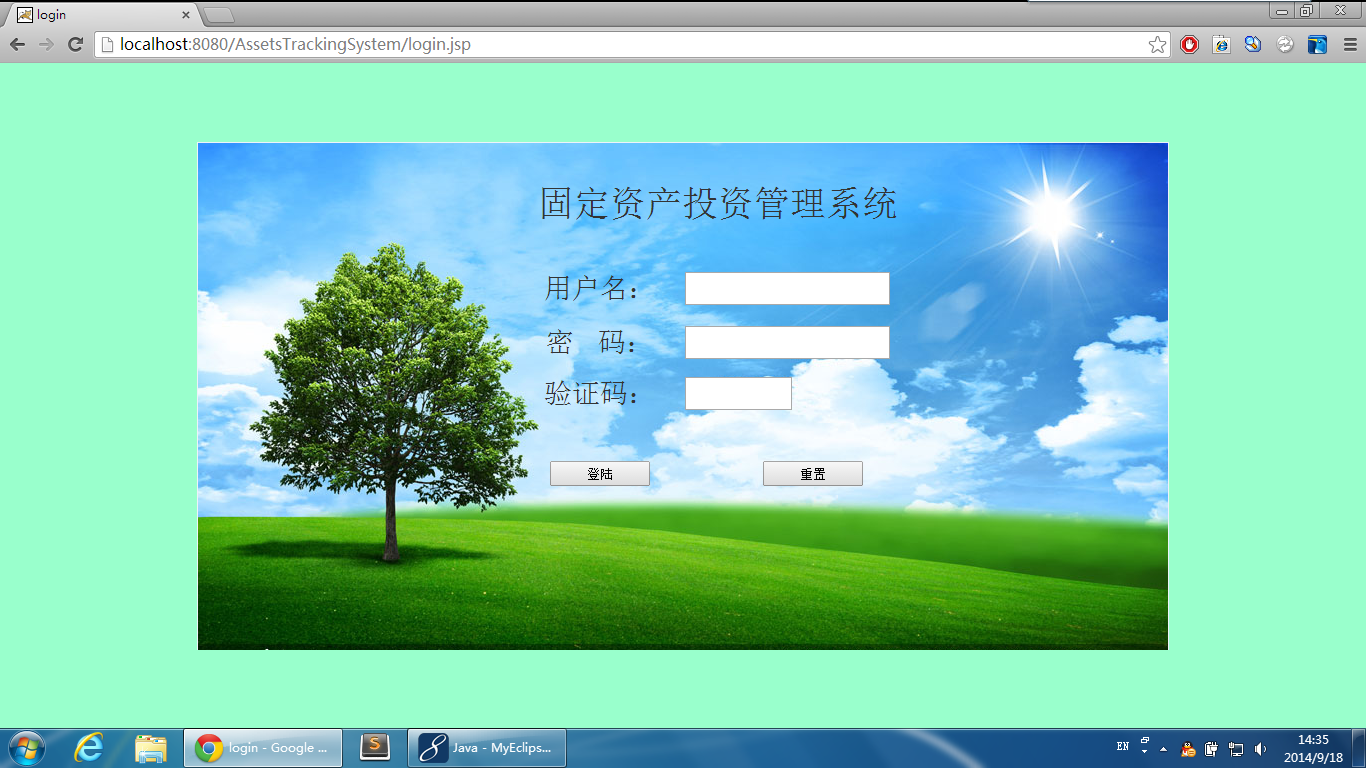 login
localhost:8080/AssetsTrackingSystem/login.jsp
固定资产投资管理系统
用户名：
密 码：
验证码：
登陆 重置
login - Google ...
S
Java - MyEclips...
EN
14:35
2014/9/18